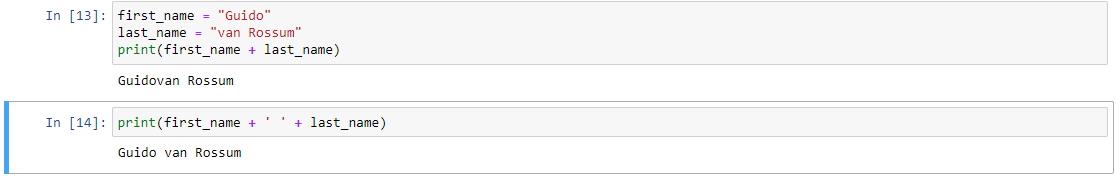 In [13]: first_name = "Guido"
last_name = "van Rossum"
print(first_name + last_name)
Guidovan Rossum
In [14]: print(first_name + ' ' + last_name)
Guido van Rossum